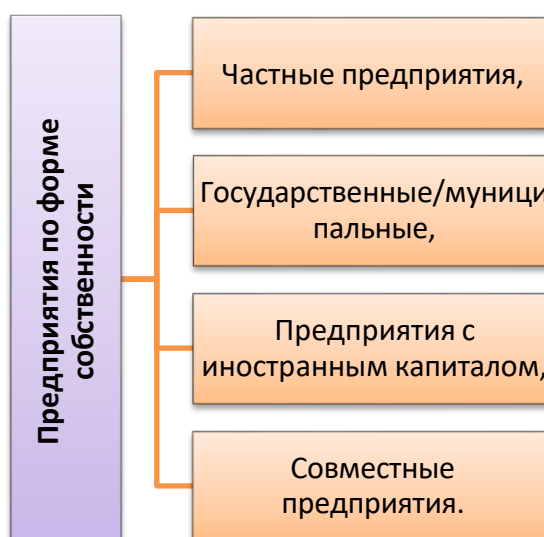 Предприятия по форме
собственности
Частные предприятия,
Государственные/муници
пальные,
Предприятия с
иностранным капиталом,
Совместные
предприятия.